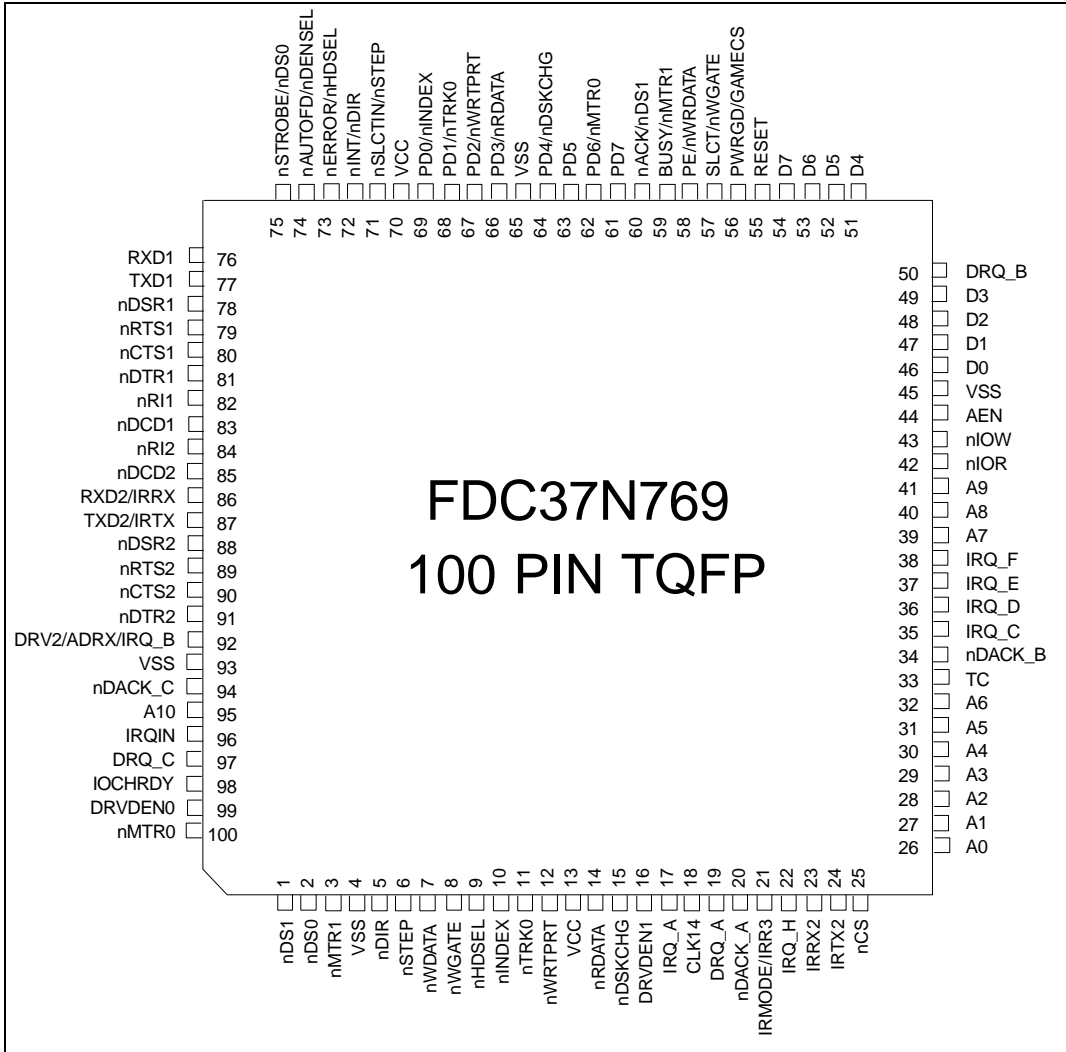 nSTROBE/nDS0
nAUTOFD/nDENSEL
nERROR/nHDSEL
nINT/nDIR
nSLCTIN/nSTEP
VCC
PD0/nINDEX
PD1/nTRK0
PD2/nWRTPRT
PD3/nRDATA
VSS
PD4/nDSKCHG
PD5
PD6/nMTR0
PD7
nACK/nDS1
BUSY/nMTR1
PE/nWRDATA
SLCT/nWGATE
PWRGD/GAMECS
RESET
D7
D6
D5
D4
75
74
73
72
71
70
69
68
67
66
65
64
63
62
61
60
59
58
57
56
55
54
53
52
51
RXD1 76
TXD1 77
nDSR1 78
nRTS1 79
nCTS1 80
nDTR1 81
nRI1 82
nDCD1 83
nRI2 84
nDCD2 85
RXD2/IRRX 86
TXD2/IRTX 87
nDSR2 88
nRTS2 89
nCTS2 90
nDTR2 91
DRV2/ADRX/IRQ_B 92
VSS 93
nDACK_C 94
A10 95
IRQIN 96
DRQ_C 97
IOCHRDY 98
DRVDEN0 99
nMTR0 100
FDC37N769
100 PIN TQFP
50 DRQ_B
49 D3
48 D2
47 D1
46 D0
45 VSS
44 AEN
43 nIOW
42 nIOR
41 A9
40 A8
39 A7
38 IRQ_F
37 IRQ_E
36 IRQ_D
35 IRQ_C
34 nDACK_B
33 TC
32 A6
31 A5
30 A4
29 A3
28 A2
27 A1
26 A0
1
2
3
4
5
6
7
8
9
10
11
12
13
14
15
16
17
18
19
20
21
22
23
24
25
nDS1
nDS0
nMTR1
VSS
nDIR
nSTEP
nWDATA
nWGATE
nHDSEL
nINDEX
nTRK0
nWRTPRT
VCC
nRDATA
nDSKCHG
DRVDEN1
IRQ_A
CLK14
DRQ_A
nDACK_A
IRMODE/IRR3
IRQ_H
IRRX2
IRTX2
nCS